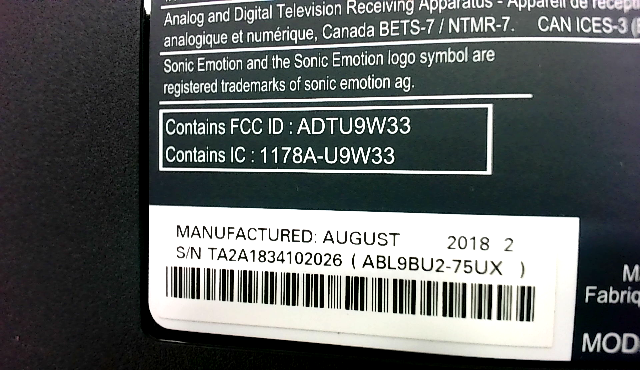 Analog and Digital Television Receiving Apparatus - Appareil de
analogique et numérique, Canada BETS-7 / NTMR-7. CAN ICES-3
Sonic Emotion and the Sonic Emotion logo symbol are
registered trademarks of sonic emotion ag.
Contains FCC ID : ADTU9W33
Contains IC : 1178A-U9W33
MANUFACTURED: AUGUST 2018 2
S/N TA2A1834102026 ( ABL9BU2-75UX )